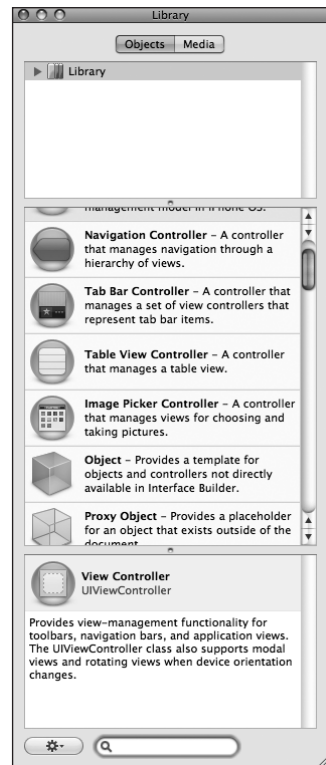 Library
Objects Media
Library
management model in iPhone OS.
Navigation Controller – A controller
that manages navigation through a
hierarchy of views.
Tab Bar Controller – A controller that
manages a set of view controllers that
represent tab bar items.
Table View Controller – A controller
that manages a table view.
Image Picker Controller – A controller
that manages views for choosing and
taking pictures.
Object – Provides a template for
objects and controllers not directly
available in Interface Builder.
Proxy Object – Provides a placeholder
for an object that exists outside of the
document.
View Controller
UIViewController
Provides view-management functionality for
toolbars, navigation bars, and application views.
The UIViewController class also supports modal
views and rotating views when device orientation
changes.